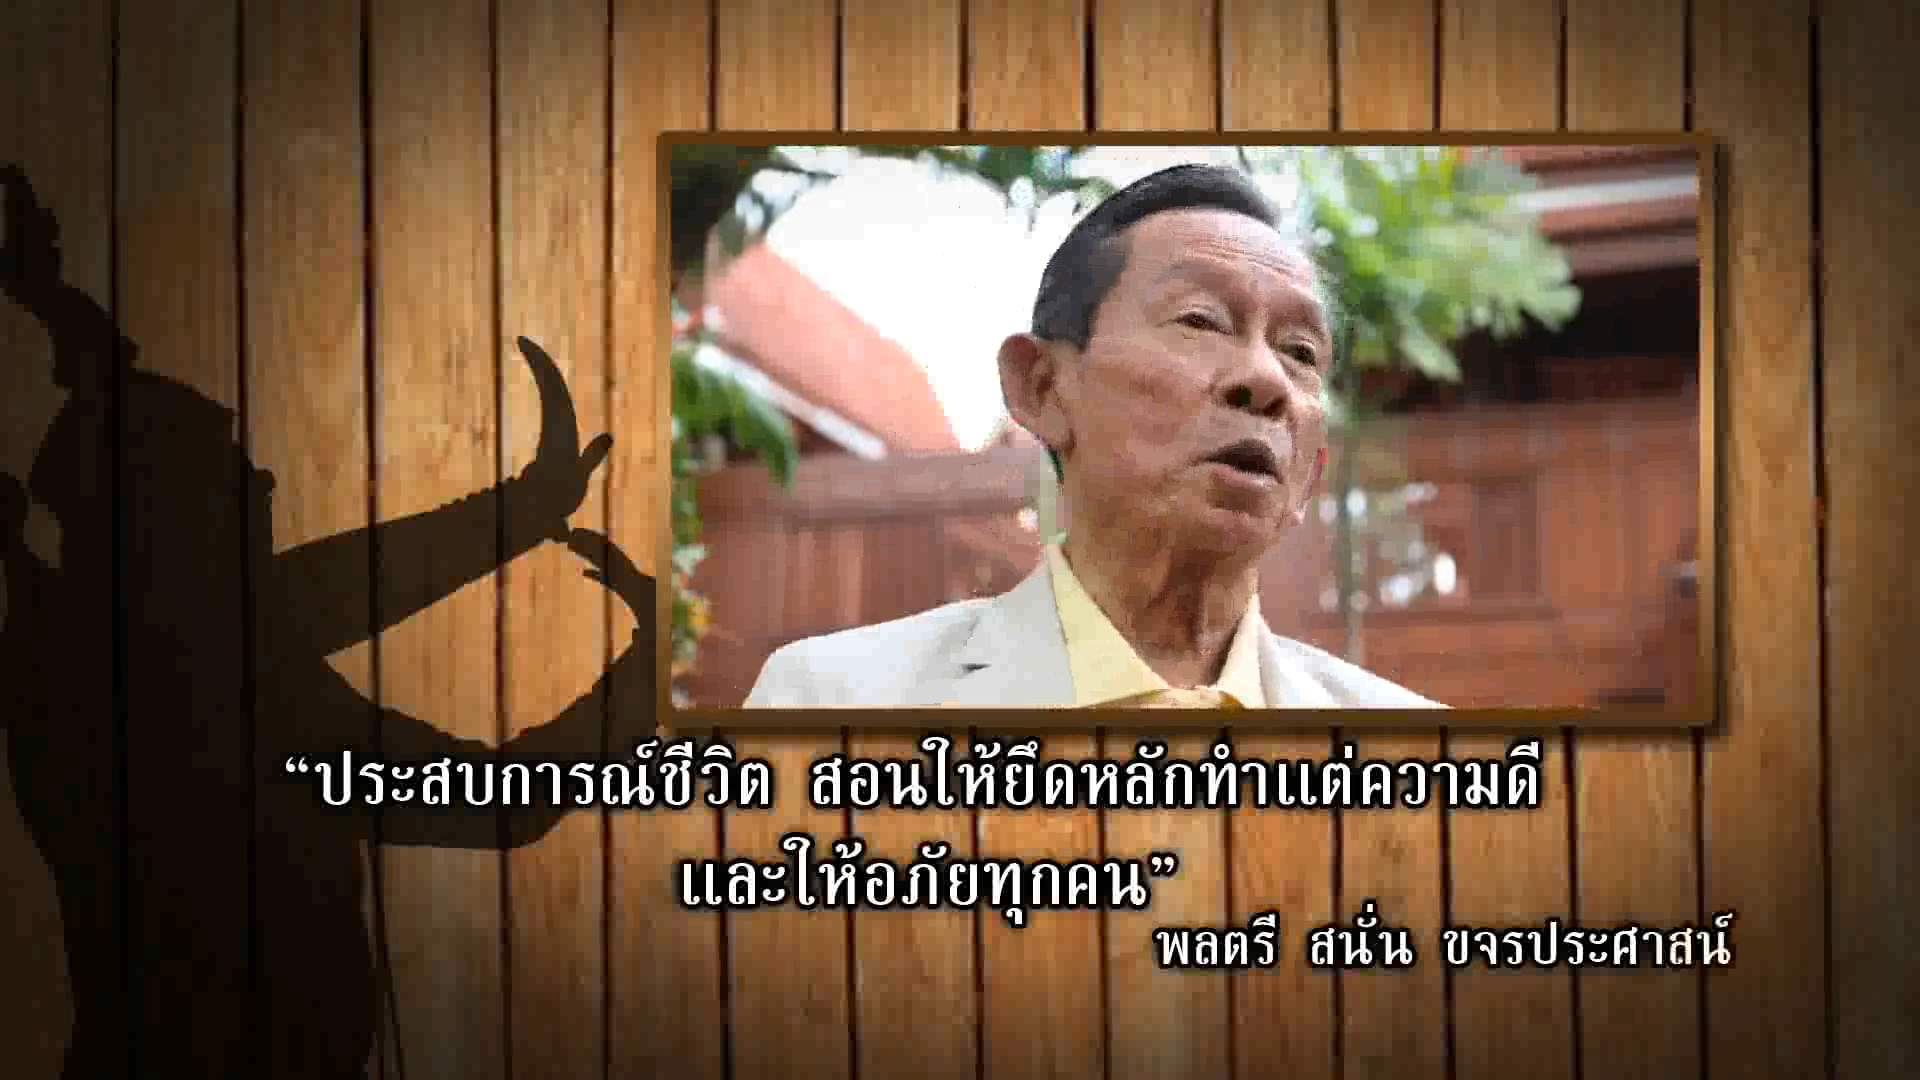 “ประสบการณ์ชีวิต สอนให้ยึดหลักทำแต่ความดี
และให้อภัยทุกคน”
พลตรี สนั่น ขจรประศาสน์